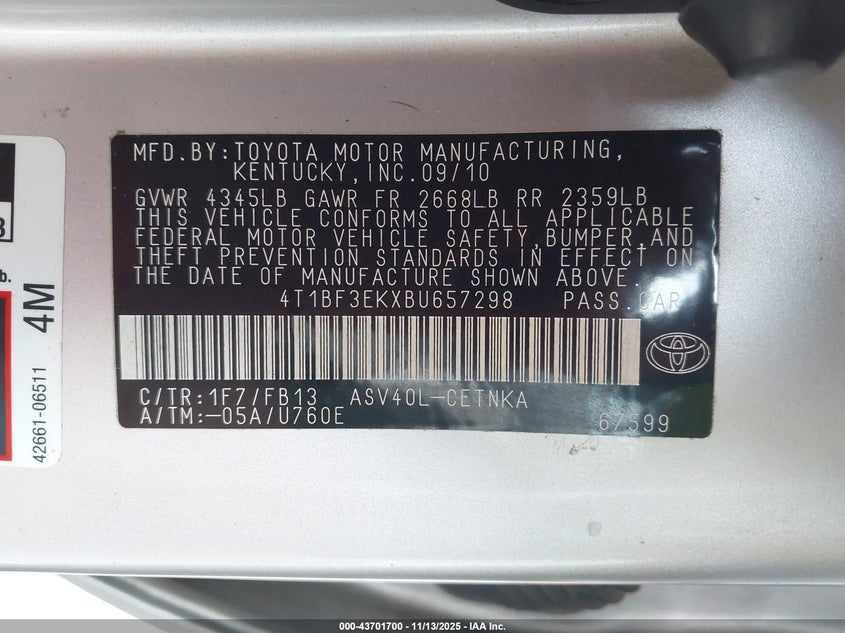 MFD.BY:TOYOTA MOTOR MANUFACTURING,
KENTUCKY,INC.09/10
GVWR 4345LB GAWR FR 2668LB RR 2359LB
THIS VEHICLE CONFORMS TO ALL APPLICABLE
FEDERAL MOTOR VEHICLE SAFETY,BUMPER,AND
THEFT PREVENTION STANDARDS IN EFFECT ON
THE DATE OF MANUFACTURE SHOWN ABOVE.
4T1BF3EKXBU657298 PASS.CAR
C/TR:1F7/FB13 ASV40L-CETNKA
A/TM:-05A/U760E
67599
b.
4M
42661-06511
000-43701700 - 11/13/2025 - IAA Inc.